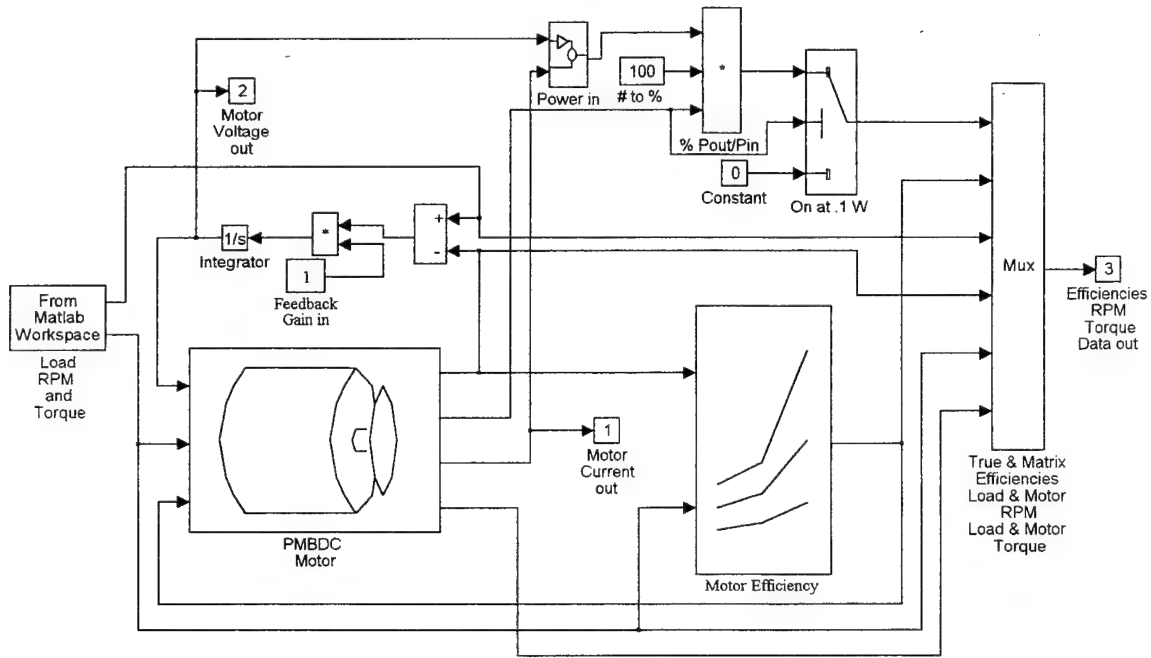 Power in
100
# to %
*
% Pout/Pin
0
Constant
On at .1 W
2
Motor
Voltage
out
1/s
Integrator
*
1
Feedback
Gain in
+
-
From
Matlab
Workspace
Load
RPM
and
Torque
PMBDC
Motor
1
Motor
Current
out
Motor Efficiency
Mux
True & Matrix
Efficiencies
Load & Motor
RPM
Load & Motor
Torque
3
Efficiencies
RPM
Torque
Data out